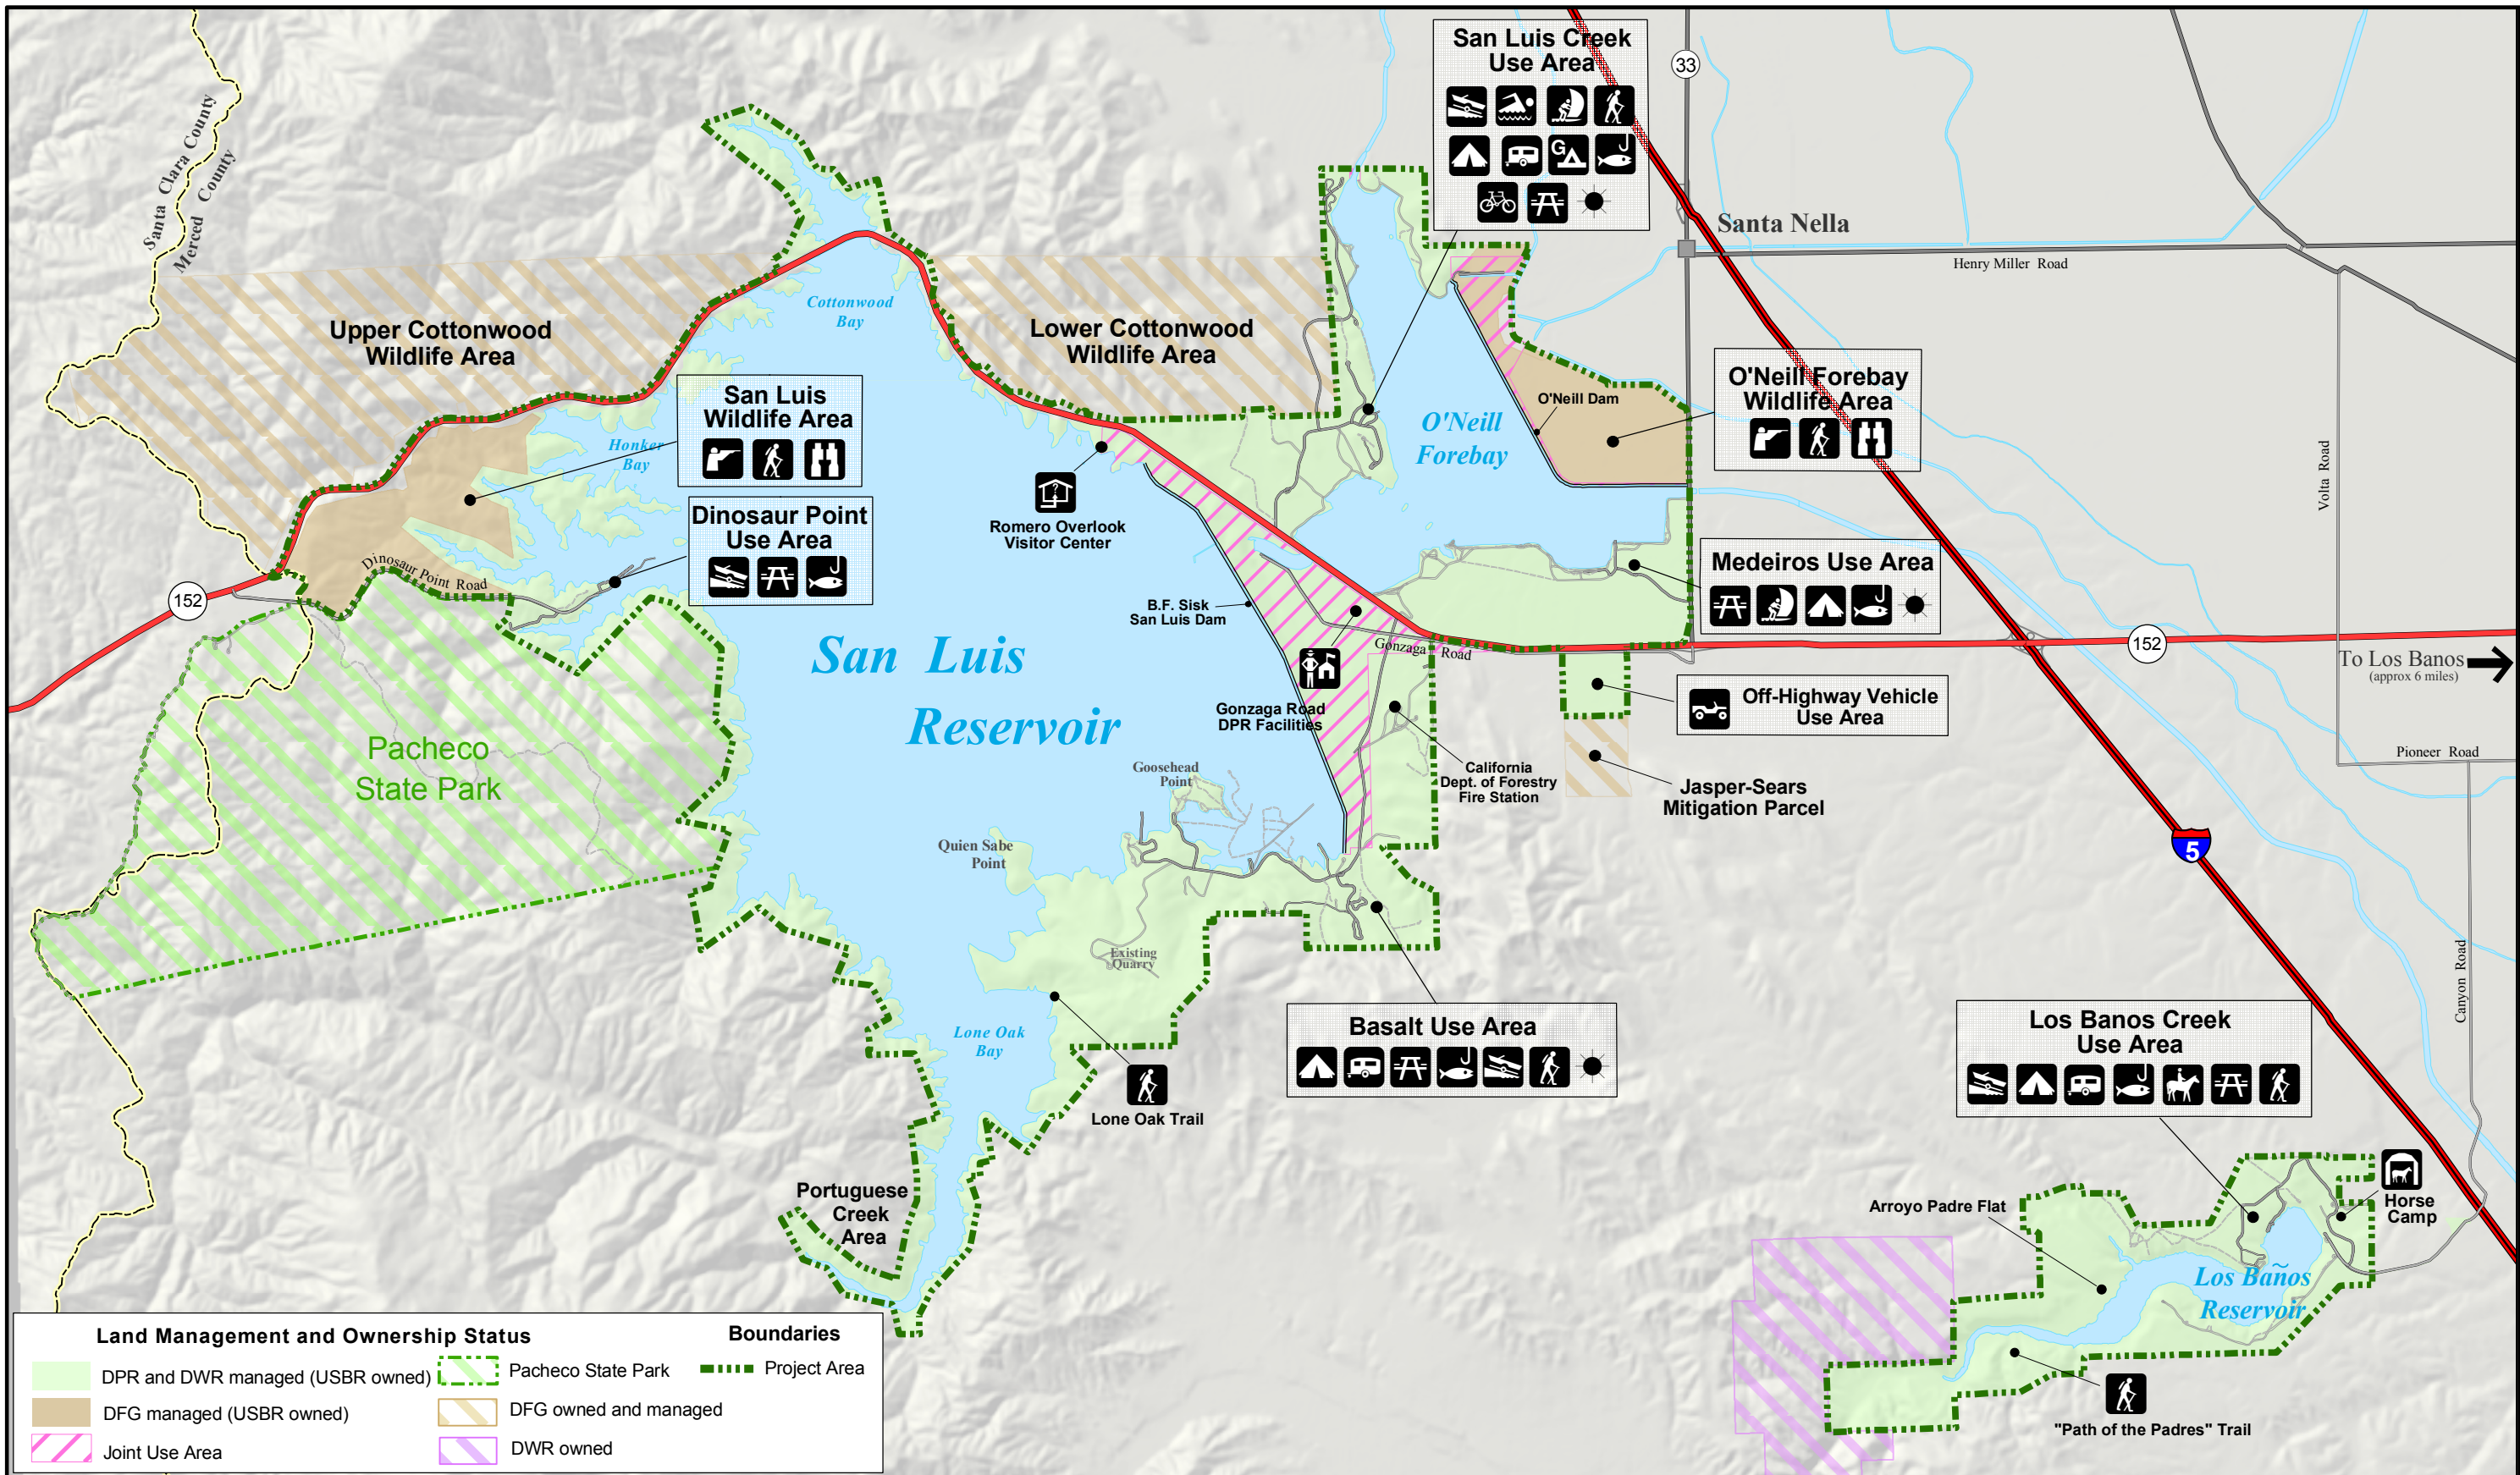 San Luis Creek
Use Area
G
33
Santa Nella
Henry Miller Road
Santa Clara County
Merced County
Cottonwood
Bay
Upper Cottonwood
Wildlife Area
Lower Cottonwood
Wildlife Area
San Luis
Wildlife Area
Honker
Bay
O'Neill Dam
O'Neill
Forebay
O'Neill Forebay
Wildlife Area
Volta Road
?
Romero Overlook
Visitor Center
Dinosaur Point
Use Area
Dinosaur Point Road
152
B.F. Sisk
San Luis Dam
Medeiros Use Area
San Luis
Reservoir
Gonzaga Road
152
To Los Banos
(approx 6 miles)
Gonzaga Road
DPR Facilities
Off-Highway Vehicle
Use Area
Pacheco
State Park
Goosehead
Point
California
Dept. of Forestry
Fire Station
Jasper-Sears
Mitigation Parcel
Pioneer Road
Quien Sabe
Point
5
Existing
Quarry
Canyon Road
Lone Oak
Bay
Basalt Use Area
Los Banos Creek
Use Area
Lone Oak Trail
Portuguese
Creek
Area
Arroyo Padre Flat
Horse
Camp
Los Baños
Reservoir
"Path of the Padres" Trail
Land Management and Ownership Status
Boundaries
DPR and DWR managed (USBR owned)
Pacheco State Park
Project Area
DFG managed (USBR owned)
DFG owned and managed
Joint Use Area
DWR owned